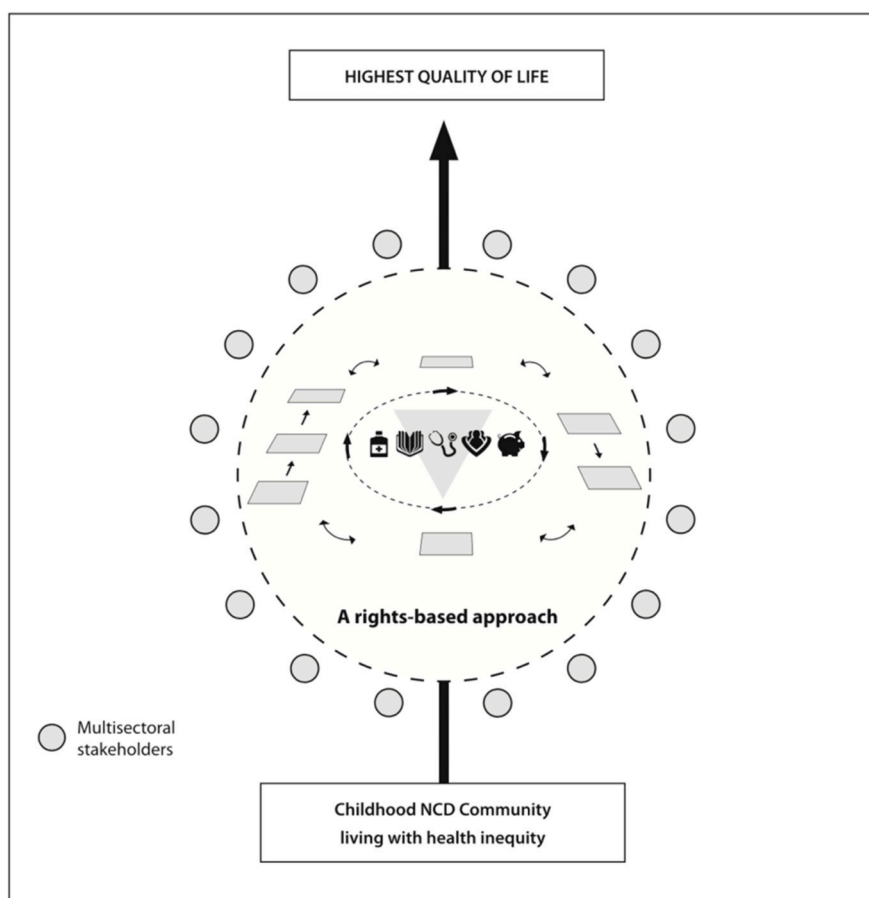 HIGHEST QUALITY OF LIFE
A rights-based approach
Multisectoral
stakeholders
Childhood NCD Community
living with health inequity